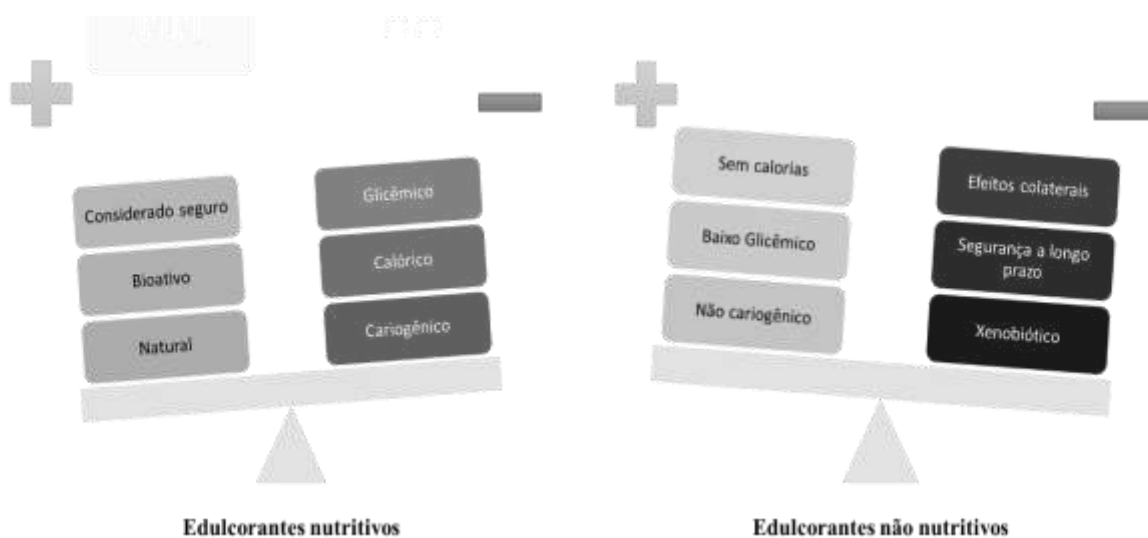 Considerado seguro
Bioativo
Natural
Glicêmico
Calórico
Cariogênico
Edulcorantes nutritivos
Sem calorias
Baixo Glicêmico
Não cariogênico
Efeitos colaterais
Segurança a longo
prazo
Xenobiótico
Edulcorantes não nutritivos